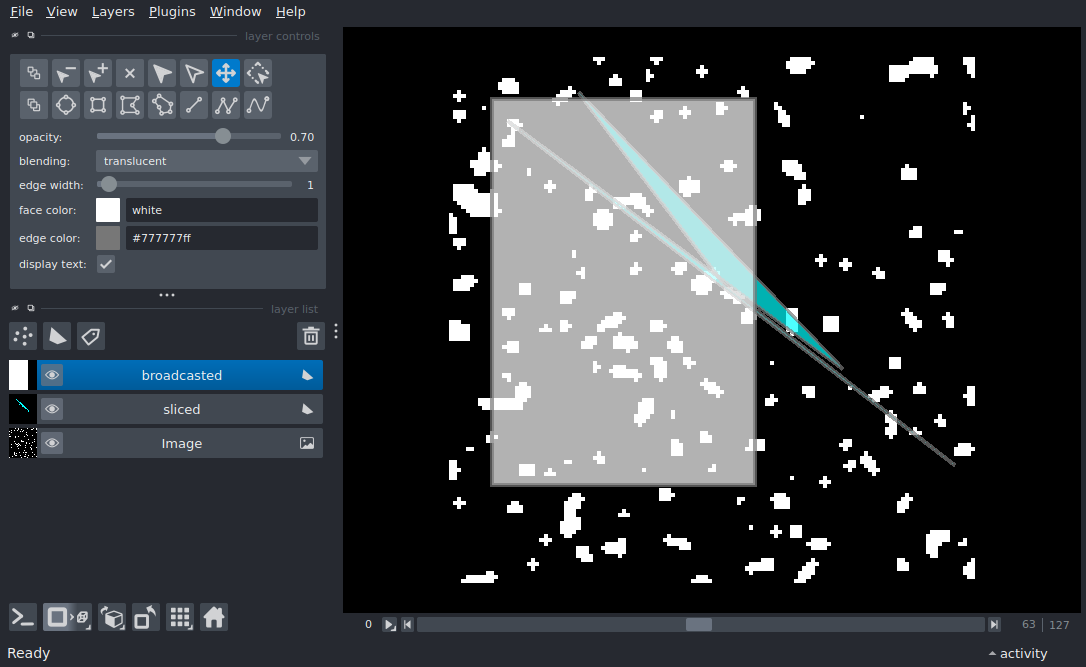 File View Layers Plugins Window Help
layer controls
opacity: 0.70
blending: translucent
edge width: 1
face color: white
edge color: #777777ff
display text:
layer list
broadcasted
sliced
Image
0 63 127
Ready activity